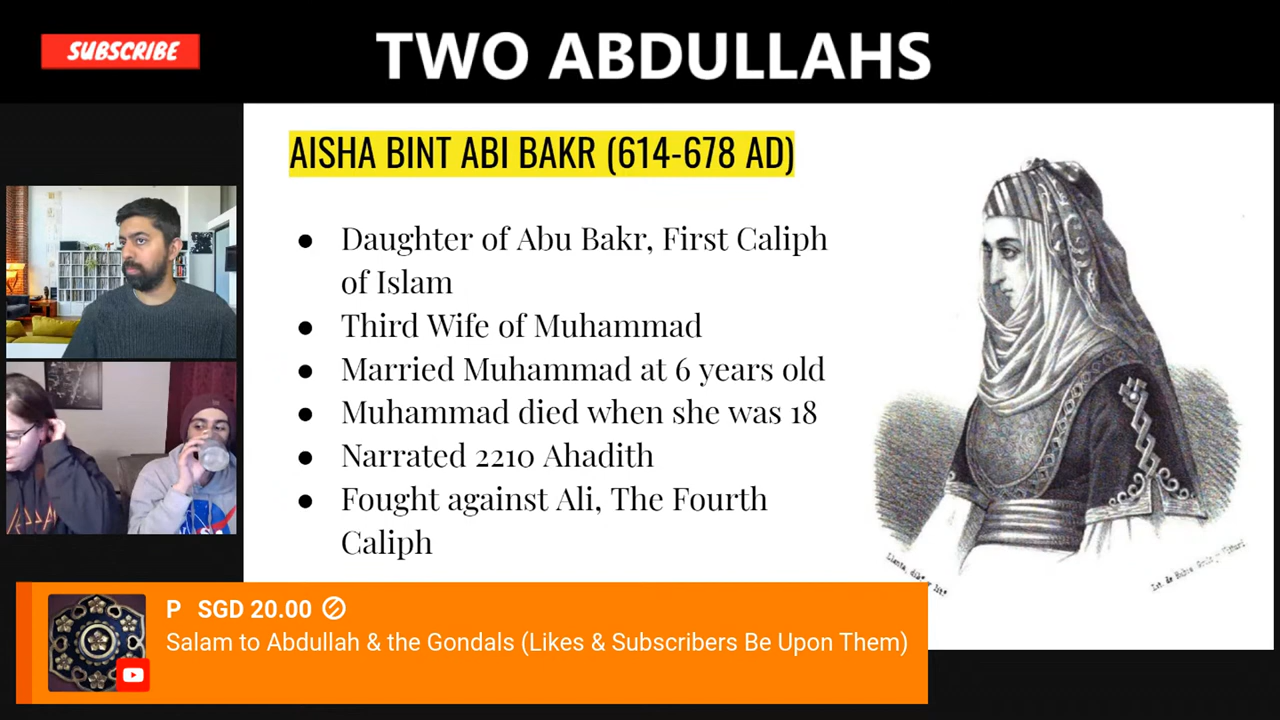 SUBSCRIBE
TWO ABDULLAHS
AISHA BINT ABI BAKR (614-678 AD)
● Daughter of Abu Bakr, First Caliph
of Islam
● Third Wife of Muhammad
● Married Muhammad at 6 years old
● Muhammad died when she was 18
● Narrated 2210 Ahadith
● Fought against Ali, The Fourth
Caliph
P SGD 20.00
Salam to Abdullah & the Gondals (Likes & Subscribers Be Upon Them)